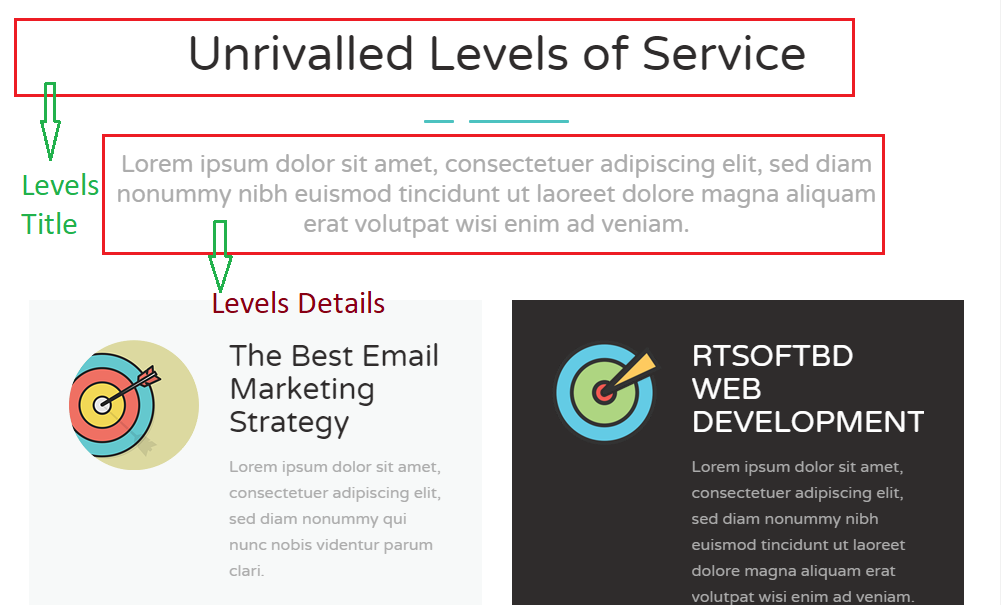 Unrivalled Levels of Service
Lorem ipsum dolor sit amet, consectetuer adipiscing elit, sed diam
nonummy nibh euismod tincidunt ut laoreet dolore magna aliquam
erat volutpat wisi enim ad veniam.
Levels
Title
Levels Details
The Best Email
Marketing
Strategy
Lorem ipsum dolor sit amet,
consectetuer adipiscing elit,
sed diam nonummy qui
nunc nobis videntur parum
clari.
RTSOFTBD
WEB
DEVELOPMENT
Lorem ipsum dolor sit amet,
consectetuer adipiscing elit,
sed diam nonummy nibh
euismod tincidunt ut laoreet
dolore magna aliquam erat
volutpat wisi enim ad veniam.